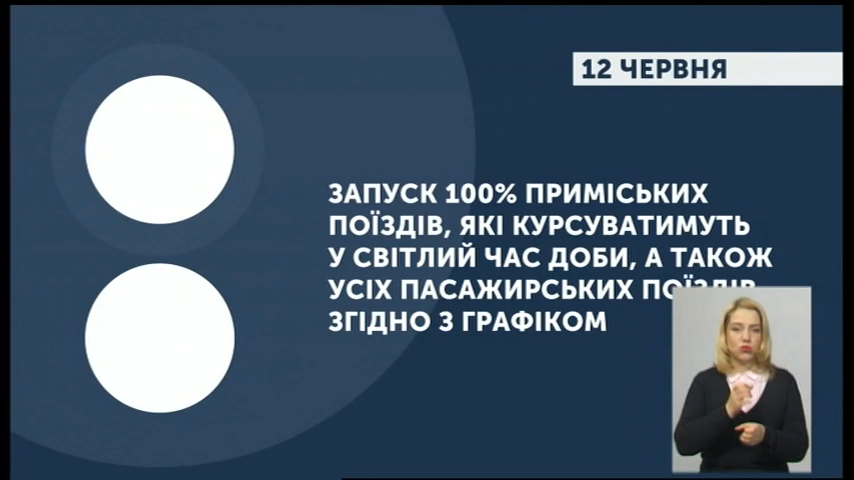 12 ЧЕРВНЯ
ЗАПУСК 100% ПРИМІСЬКИХ
ПОЇЗДІВ, ЯКІ КУРСУВАТИМУТЬ
У СВІТЛИЙ ЧАС ДОБИ, А ТАКОЖ
УСІХ ПАСАЖИРСЬКИХ ПОЇЗДІВ
ЗГІДНО З ГРАФІКОМ